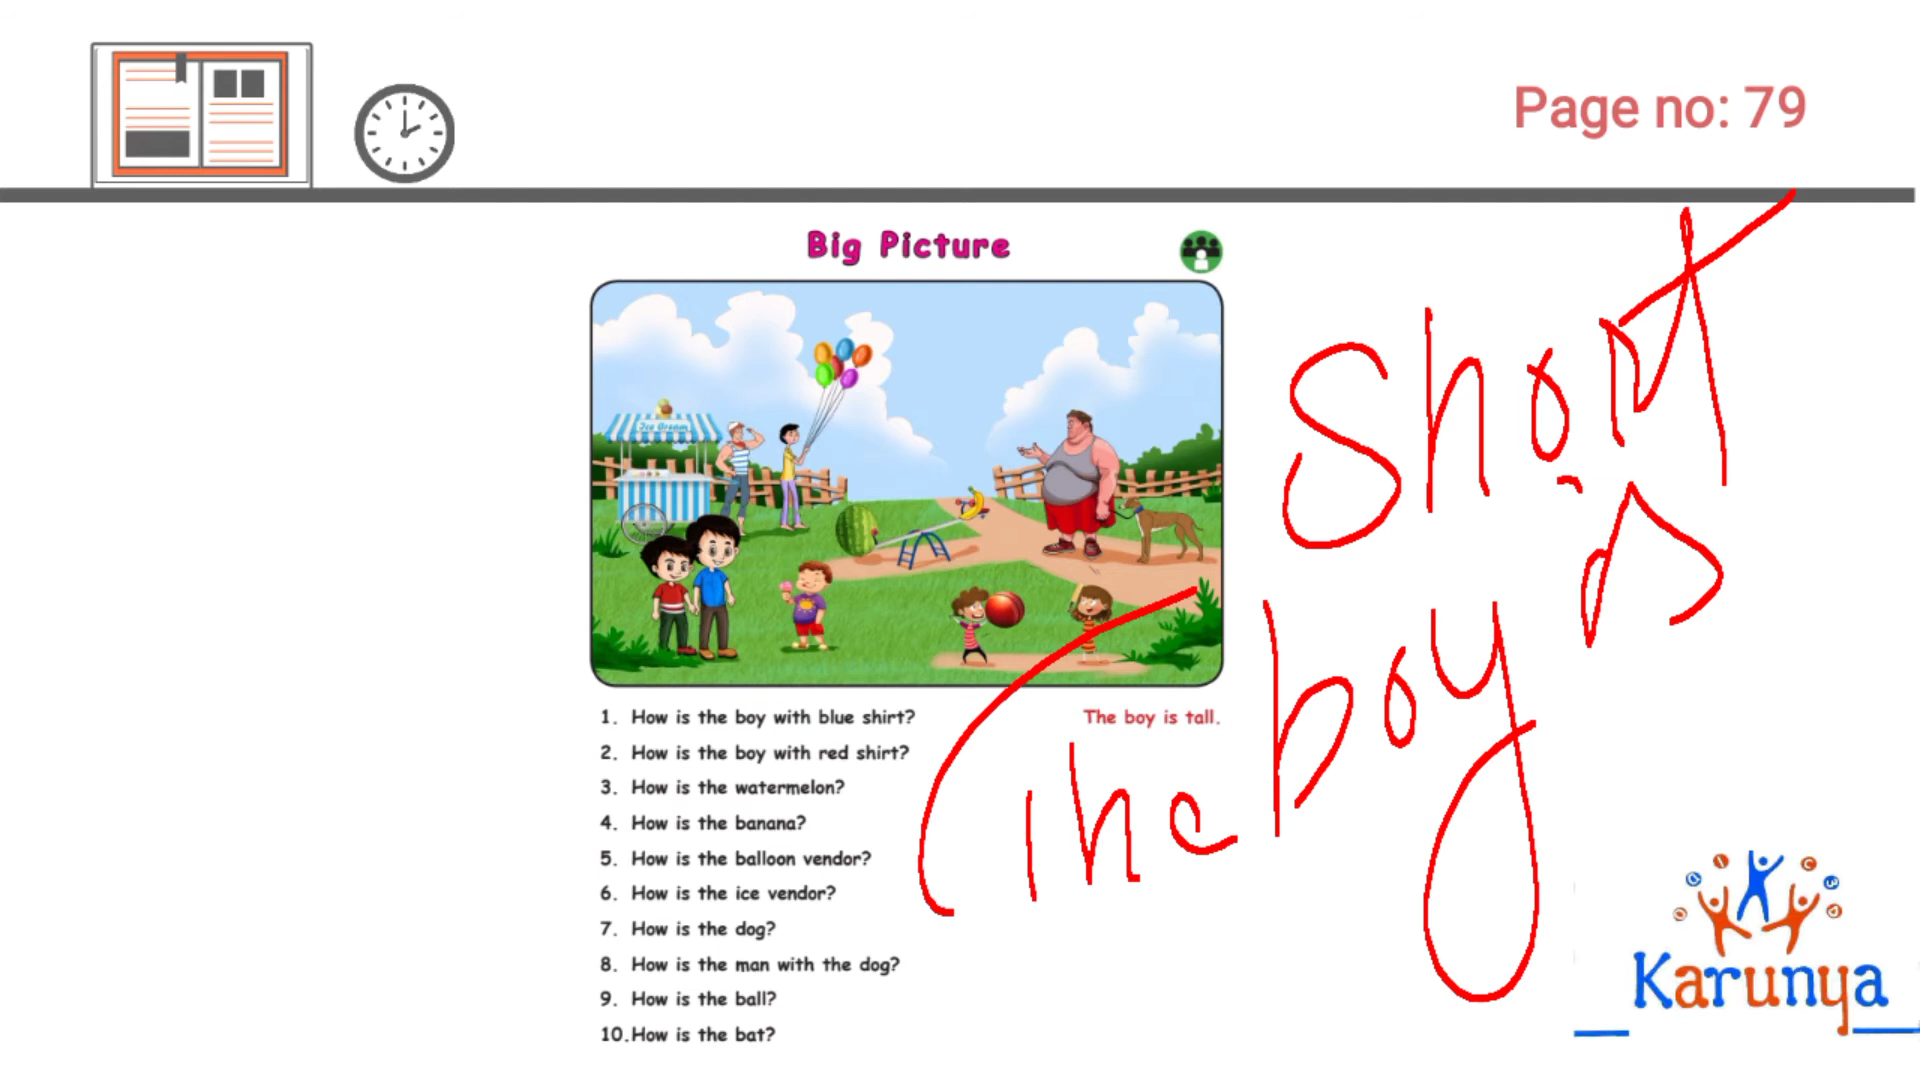 Page no: 79
Big Picture
Ice Cream
1. How is the boy with blue shirt? The boy is tall.
2. How is the boy with red shirt?
3. How is the watermelon?
4. How is the banana?
5. How is the balloon vendor?
6. How is the ice vendor?
7. How is the dog?
8. How is the man with the dog?
9. How is the ball?
10. How is the bat?
The boy is
short
Karunya